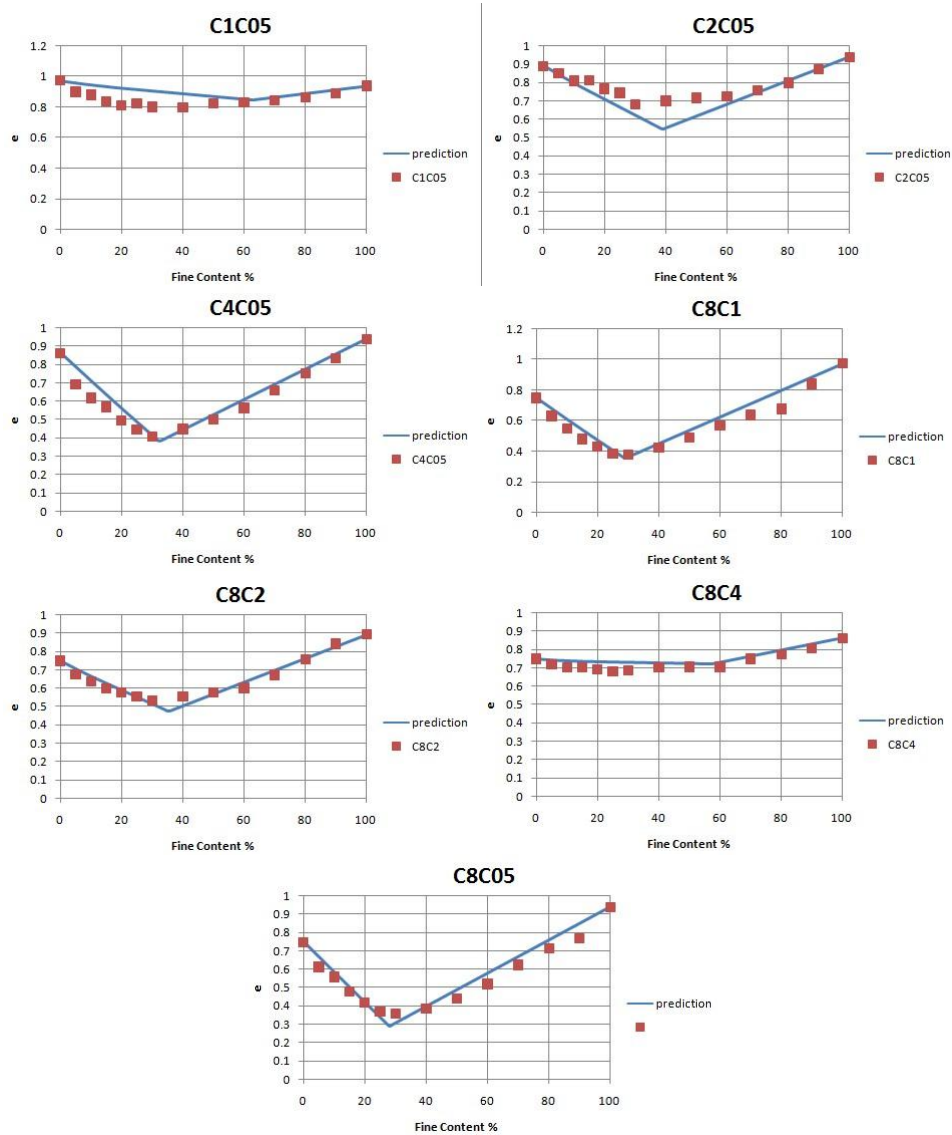 C1C05
1.2
1
0.8
0.6
0.4
0.2
0
e
0 20 40 60 80 100
Fine Content %
prediction
C1C05
C2C05
1
0.9
0.8
0.7
0.6
0.5
0.4
0.3
0.2
0.1
0
e
0 20 40 60 80 100
Fine Content %
prediction
C2C05
C4C05
1
0.9
0.8
0.7
0.6
0.5
0.4
0.3
0.2
0.1
0
e
0 20 40 60 80 100
Fine Content %
prediction
C4C05
C8C1
1.2
1
0.8
0.6
0.4
0.2
0
e
0 20 40 60 80 100
Fine Content %
prediction
C8C1
C8C2
1
0.9
0.8
0.7
0.6
0.5
0.4
0.3
0.2
0.1
0
e
0 20 40 60 80 100
Fine Content %
prediction
C8C2
C8C4
1
0.9
0.8
0.7
0.6
0.5
0.4
0.3
0.2
0.1
0
e
0 20 40 60 80 100
Fine Content %
prediction
C8C4
C8C05
1
0.9
0.8
0.7
0.6
0.5
0.4
0.3
0.2
0.1
0
e
0 20 40 60 80 100
Fine Content %
prediction